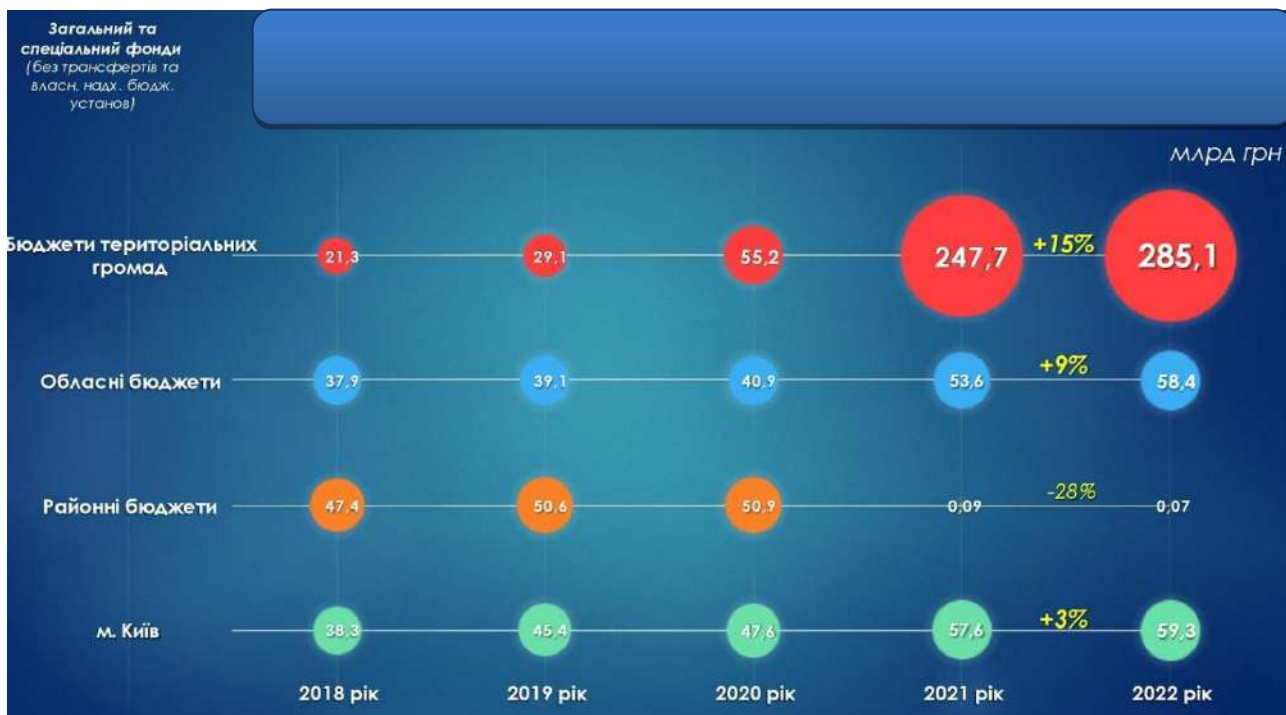 Загальний та
спеціальний фонди
(без трансфертів та
власн. надх. бюдж.
установ)
млрд грн
Бюджети територіальних
громад
21,3 29,1 55,2 247,7 +15% 285,1
Обласні бюджети 37,9 39,1 40,9 53,6 +9% 58,4
Районні бюджети 47,4 50,6 50,9 0,09 -28% 0,07
м. Київ 38,3 45,4 47,6 57,6 +3% 59,3
2018 рік 2019 рік 2020 рік 2021 рік 2022 рік